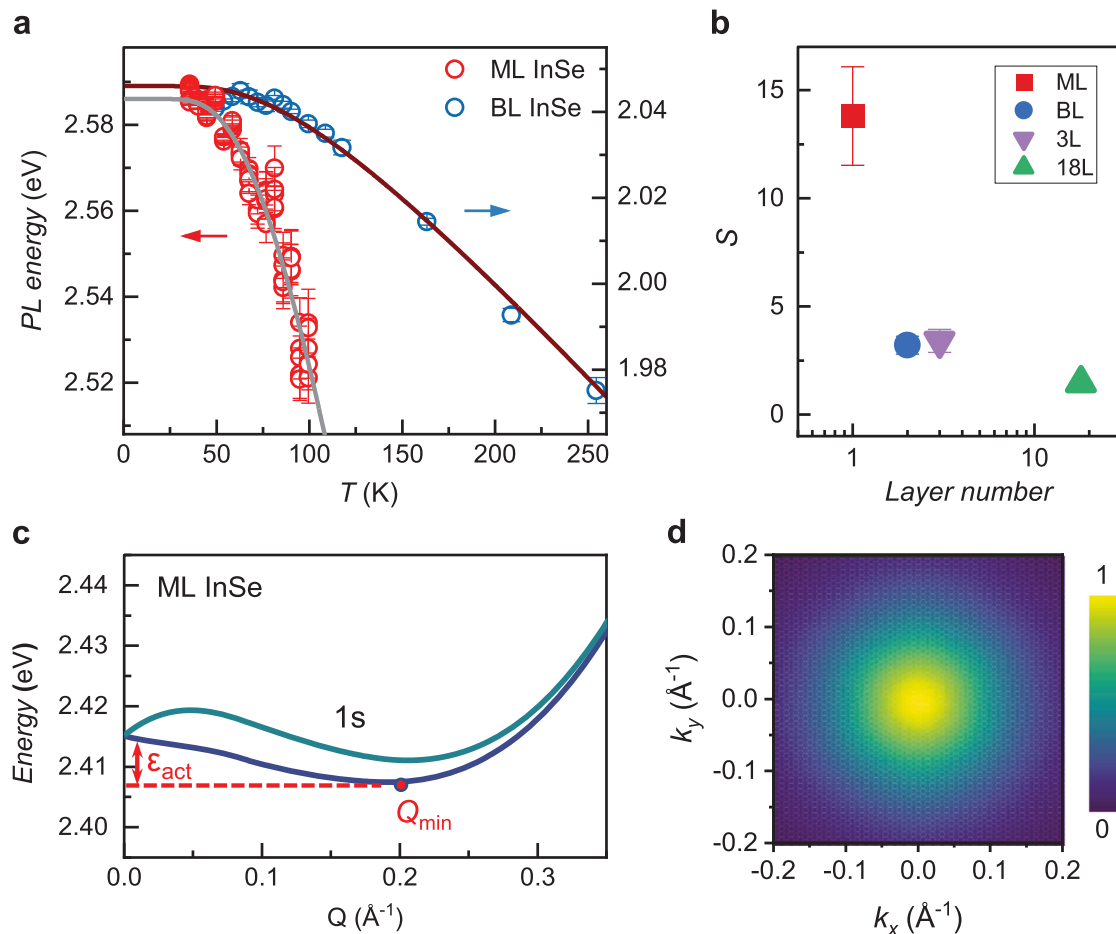 a
ML InSe
BL InSe
2.58
2.56
2.54
2.52
PL energy (eV)
2.04
2.02
2.00
1.98
0 50 100 150 200 250
T (K)
b
ML
BL
3L
18L
15
10
5
0
S
1 10
Layer number
c
ML InSe
2.44
2.43
2.42
2.41
2.40
Energy (eV)
1s
εact
Qmin
0.0 0.1 0.2 0.3
Q (Å-1)
d
0.2
0.1
0.0
-0.1
-0.2
ky (Å-1)
-0.2 -0.1 0.0 0.1 0.2
kx (Å-1)
1
0